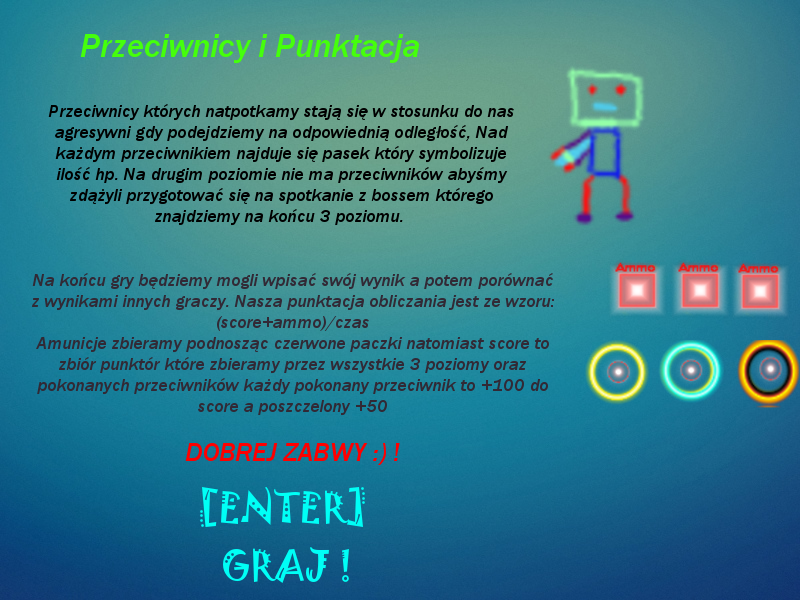 Przeciwnicy i Punktacja
Przeciwnicy których natpotkamy stają się w stosunku do nas
agresywni gdy podejdziemy na odpowiednią odległość, Nad
każdym przeciwnikiem najduje się pasek który symbolizuje
ilość hp. Na drugim poziomie nie ma przeciwników abyśmy
zdążyli przygotować się na spotkanie z bossem którego
znajdziemy na końcu 3 poziomu.
Ammo Ammo Ammo
Na końcu gry będziemy mogli wpisać swój wynik a potem porównać
z wynikami innych graczy. Nasza punktacja obliczania jest ze wzoru:
(score+ammo)/czas
Amunicje zbieramy podnosząc czerwone paczki natomiast score to
zbiór punktór które zbieramy przez wszystkie 3 poziomy oraz
pokonanych przeciwników każdy pokonany przeciwnik to +100 do
score a poszczelony +50
DOBREJ ZABWY :) !
[ENTER]
GRAJ !